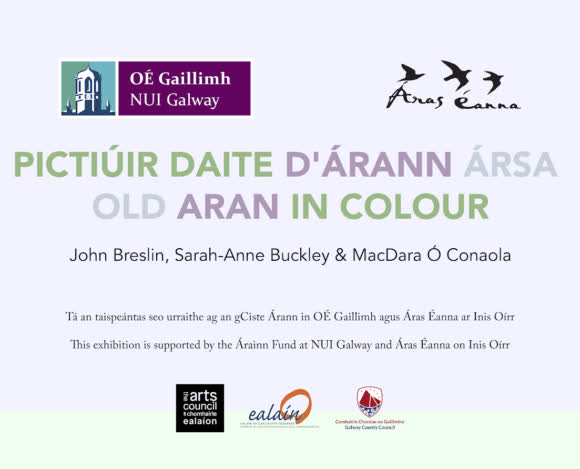 OÉ Gaillimh
NUI Galway
Áras Éanna
PICTIÚIR DAITE D'ÁRANN ÁRSA
OLD ARAN IN COLOUR
John Breslin, Sarah-Anne Buckley & MacDara Ó Conaola
Tá an taispeántas seo urraithe ag an gCiste Árann in OÉ Gaillimh agus Áras Éanna ar Inis Oírr
This exhibition is supported by the Árainn Fund at NUI Galway and Áras Éanna on Inis Oírr
arts
council
chomhairle
ealaíon
ealaín
Comhairle Chontae na Gaillimhe
Galway County Council